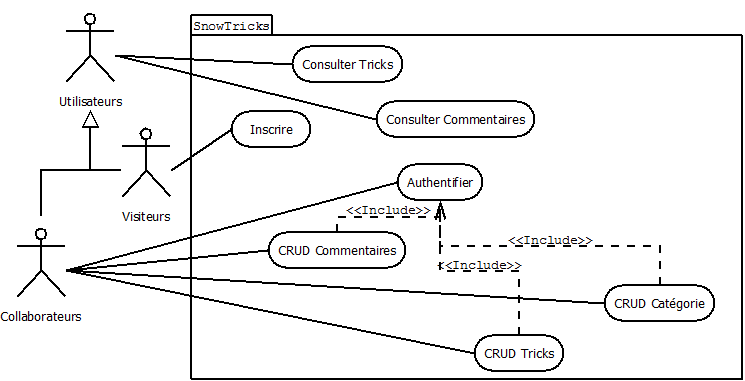 SnowTricks
Consulter Tricks
Utilisateurs
Consulter Commentaires
Inscrire
Authentifier
Visiteurs
<<Include>>
<<Include>>
CRUD Commentaires
<<Include>>
CRUD Catégorie
Collaborateurs
CRUD Tricks